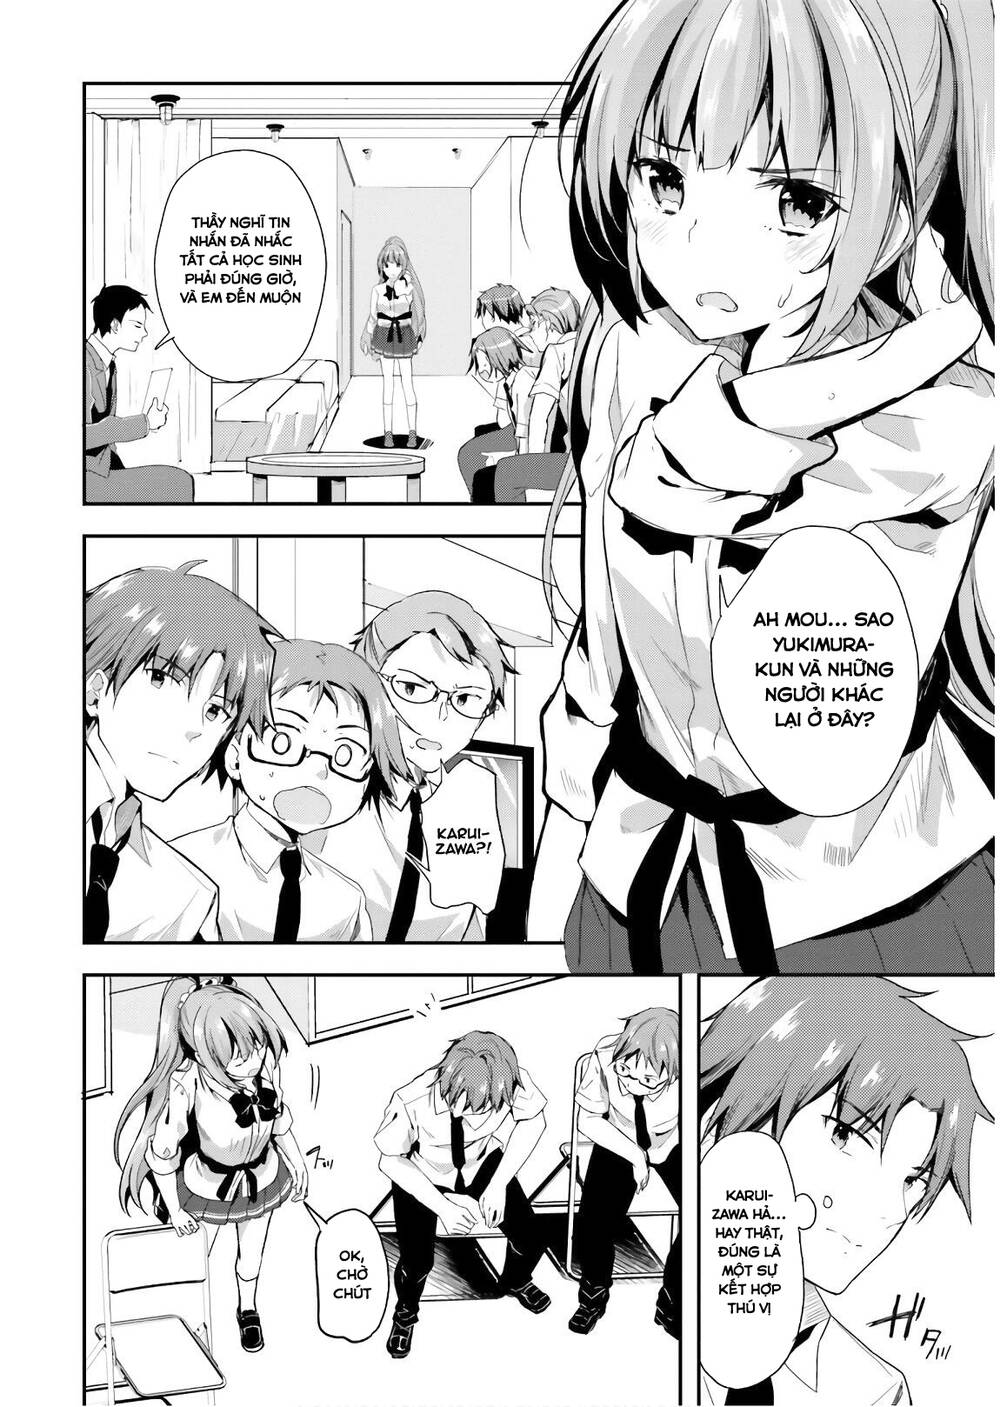 THẦY NGHĨ TIN
NHẮN ĐÃ NHẮC
TẤT CẢ HỌC SINH
PHẢI ĐÚNG GIỜ,
VÀ EM ĐẾN MUỘN
AH MOU... SAO
YUKIMURA-
KUN VÀ NHỮNG
NGƯỜI KHÁC
LẠI Ở ĐÂY?
KARUI-
ZAWA?!
OK,
CHỜ
CHÚT
KARUI-
ZAWA HẢ...
HAY THẬT,
ĐÚNG LÀ
MỘT SỰ
KẾT HỢP
THÚ VỊ